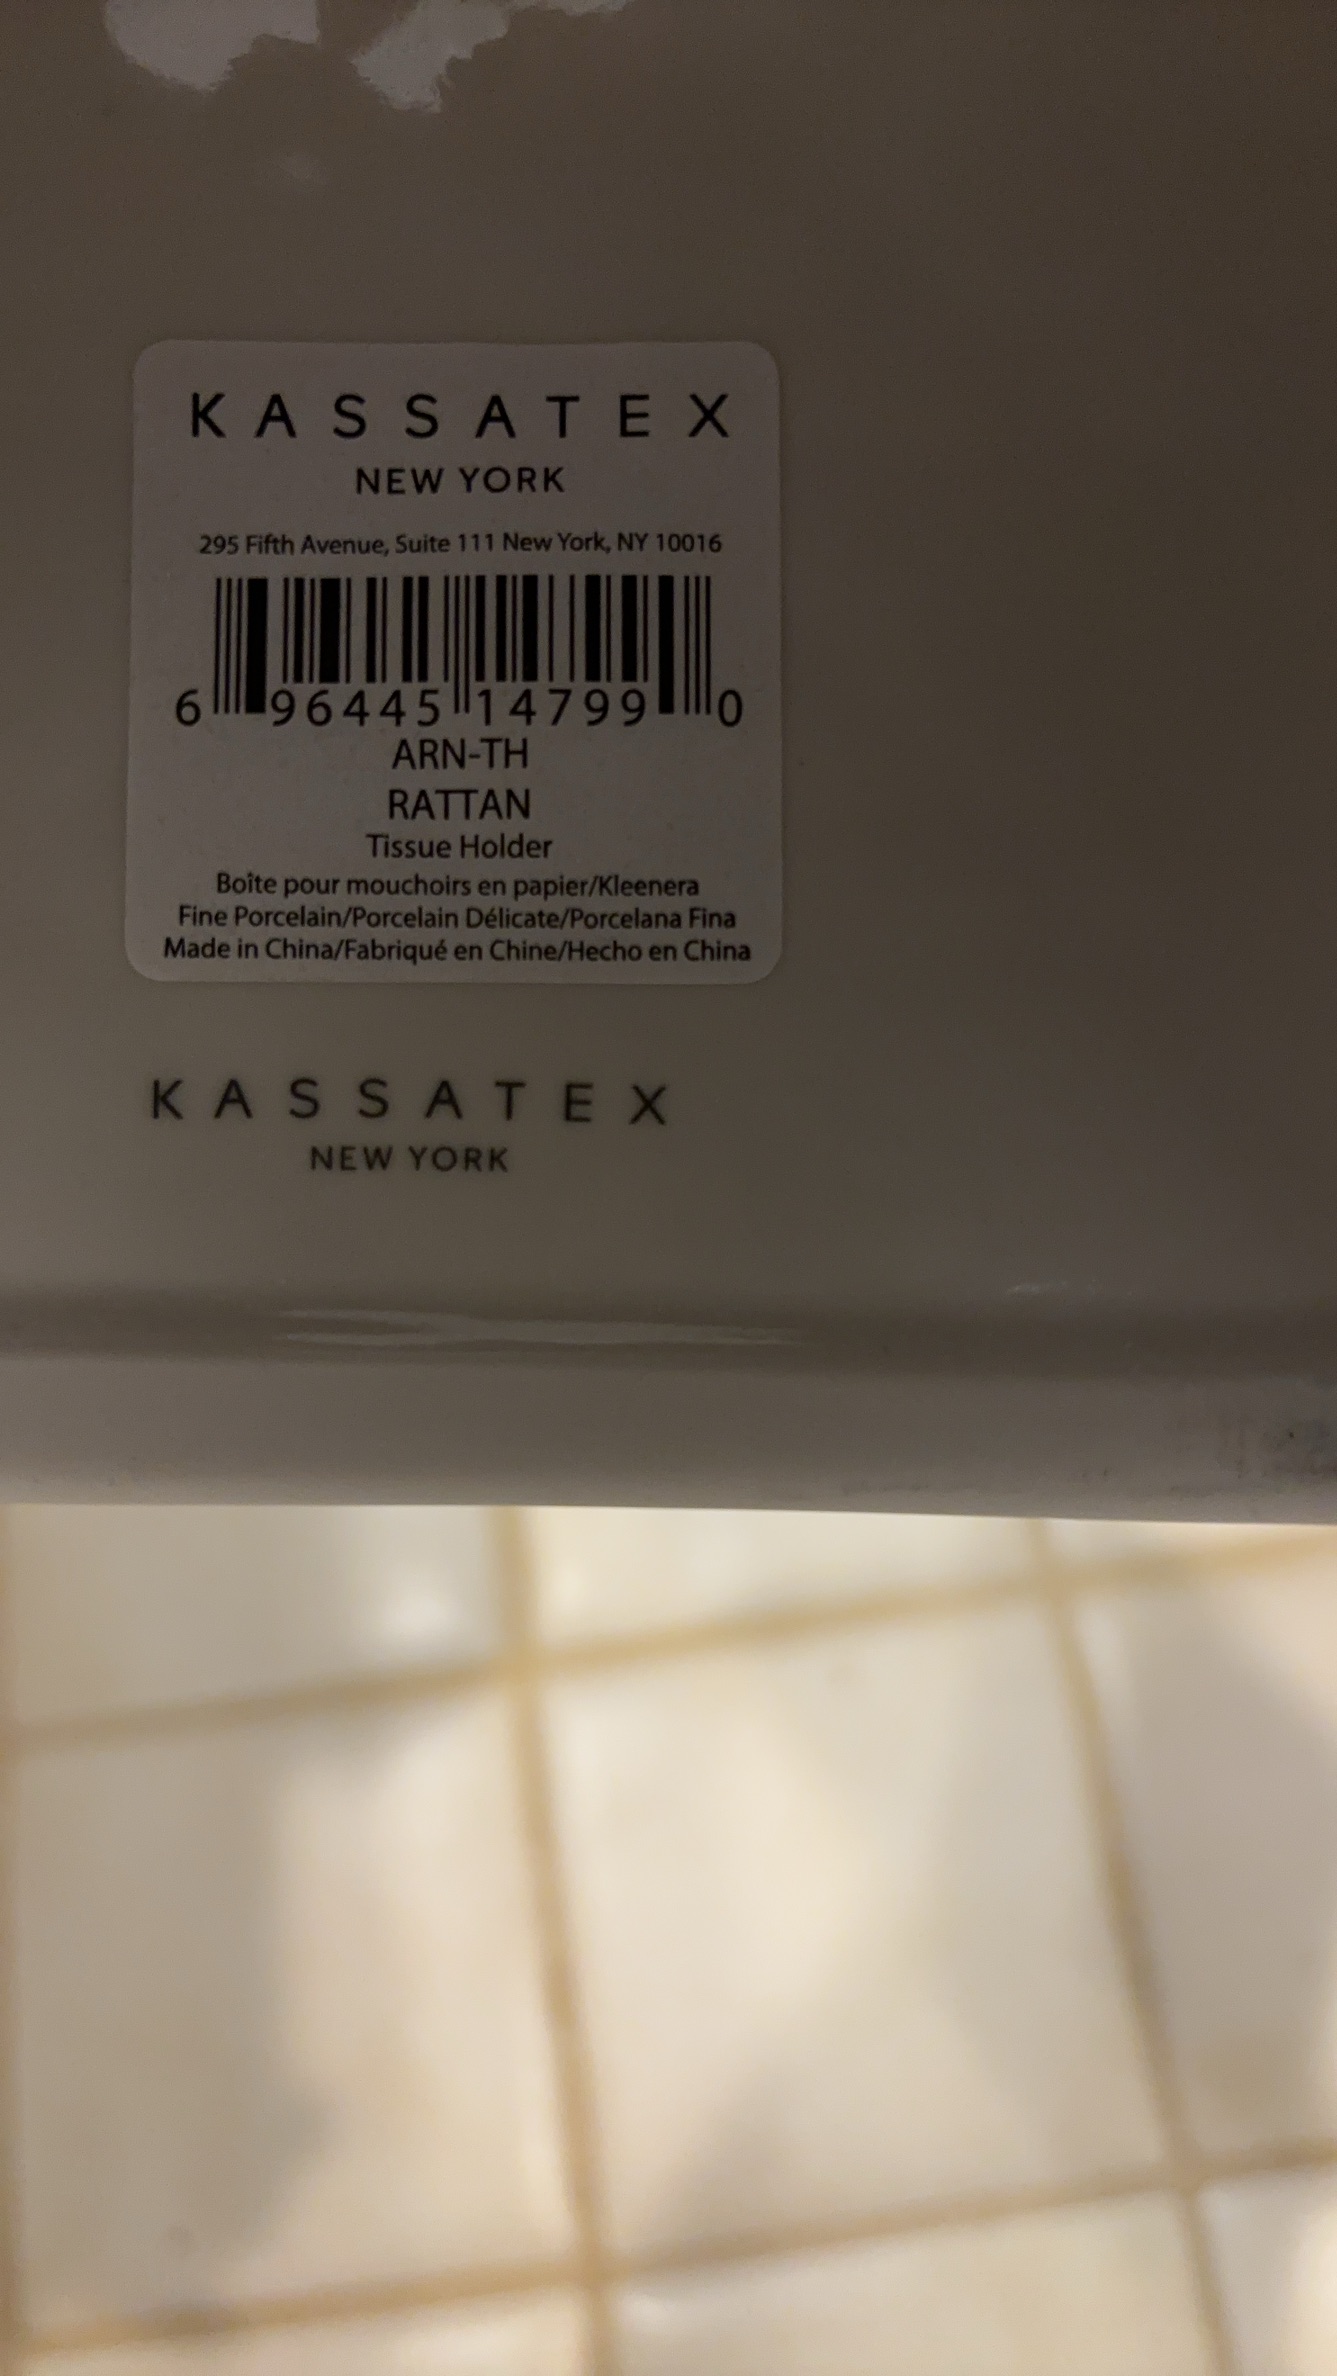 KASSATEX
NEW YORK
295 Fifth Avenue, Suite 111 New York, NY 10016
6 96445 14799 0
ARN-TH
RATTAN
Tissue Holder
Boîte pour mouchoirs en papier/Kleenera
Fine Porcelain/Porcelain Délicate/Porcelana Fina
Made in China/Fabriqué en Chine/Hecho en China
KASSATEX
NEW YORK